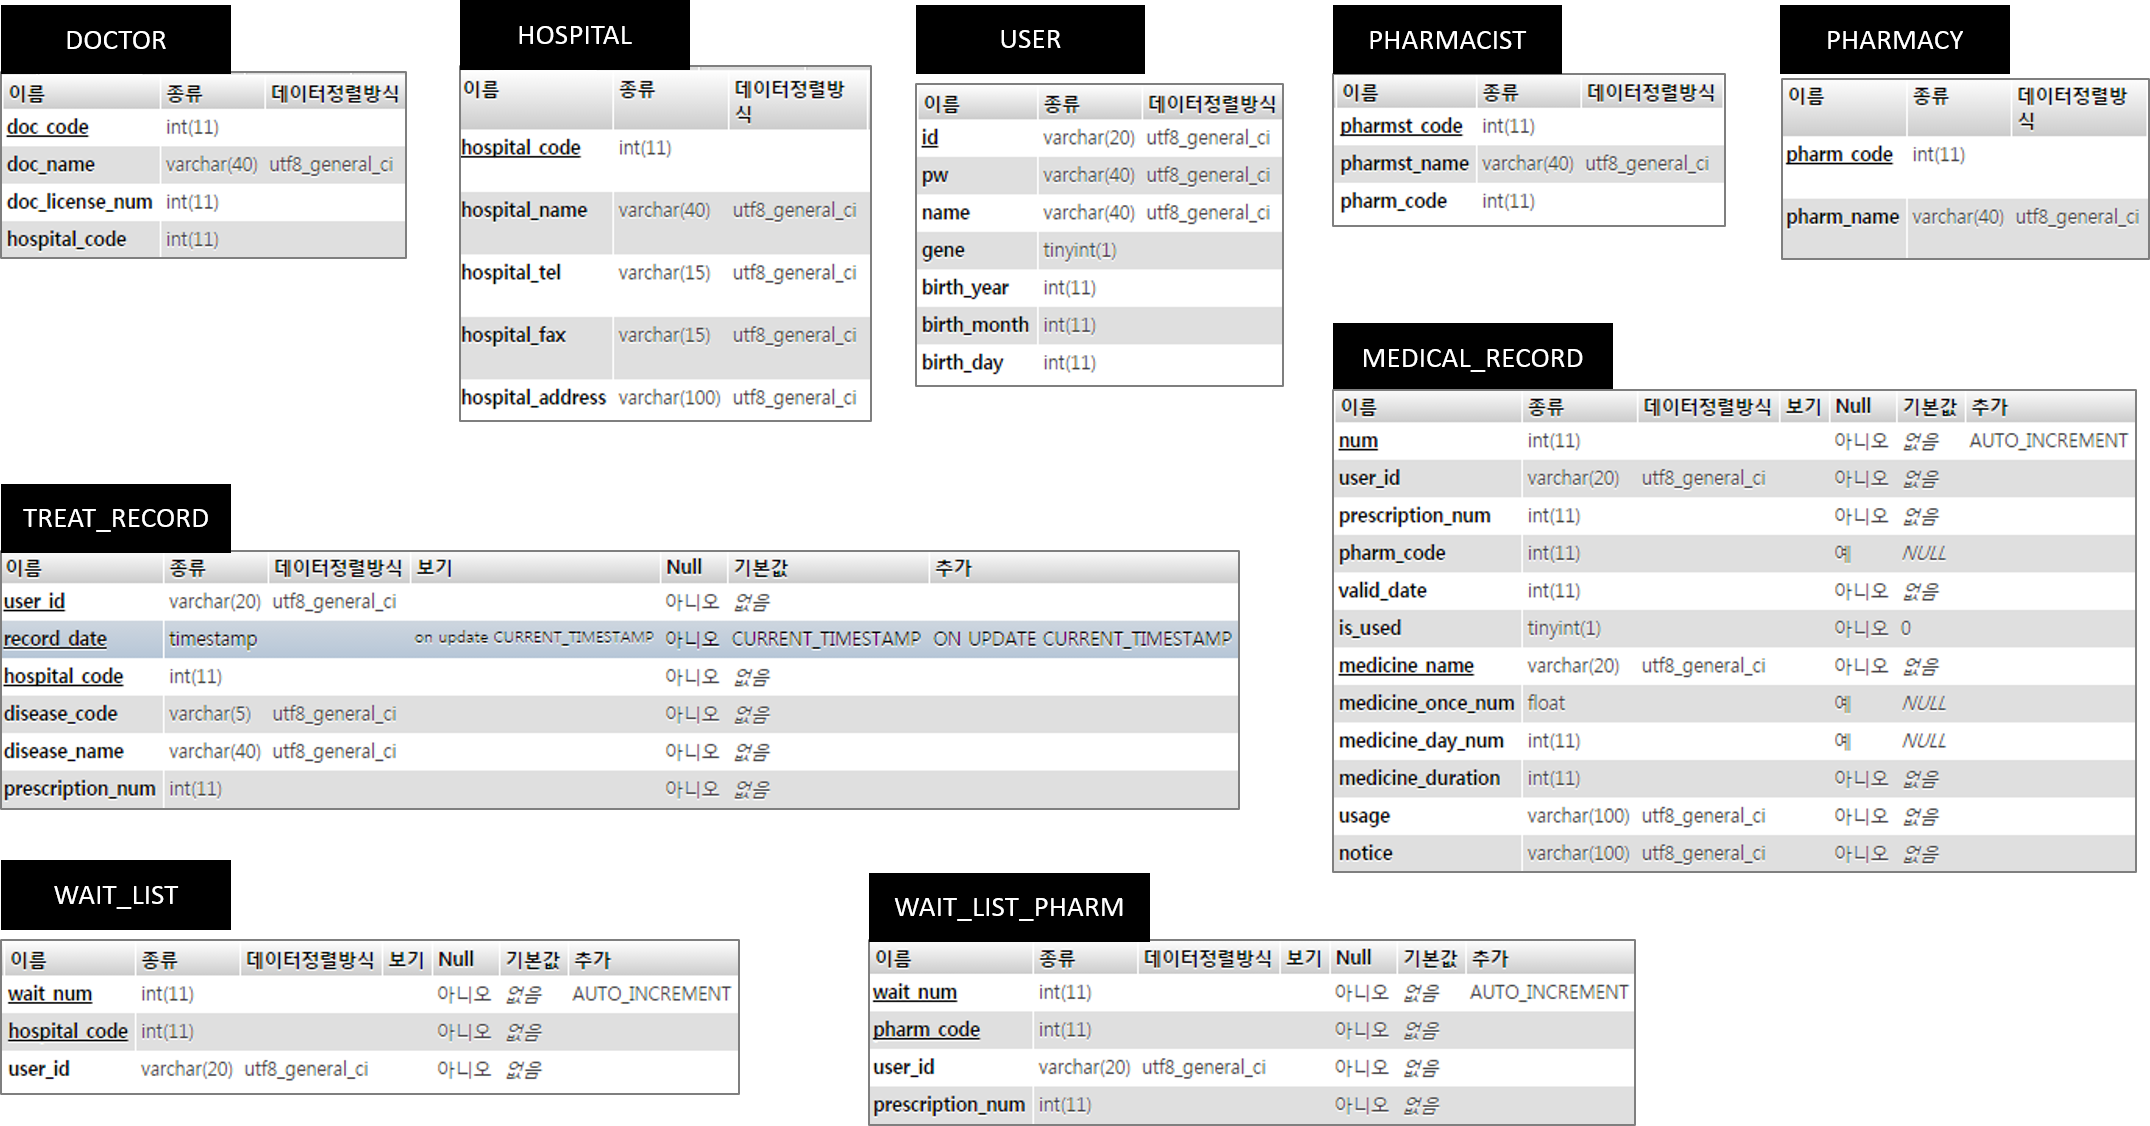 DOCTOR
이름 종류 데이터정렬방식
doc_code int(11)
doc_name varchar(40) utf8_general_ci
doc_license_num int(11)
hospital_code int(11)
HOSPITAL
이름 종류 데이터정렬방
식
hospital_code int(11)
hospital_name varchar(40) utf8_general_ci
hospital_tel varchar(15) utf8_general_ci
hospital_fax varchar(15) utf8_general_ci
hospital_address varchar(100) utf8_general_ci
USER
이름 종류 데이터정렬방식
id varchar(20) utf8_general_ci
pw varchar(40) utf8_general_ci
name varchar(40) utf8_general_ci
gene tinyint(1)
birth_year int(11)
birth_month int(11)
birth_day int(11)
PHARMACIST
이름 종류 데이터정렬방식
pharmst_code int(11)
pharmst_name varchar(40) utf8_general_ci
pharm_code int(11)
PHARMACY
이름 종류 데이터정렬방
식
pharm_code int(11)
pharm_name varchar(40) utf8_general_ci
MEDICAL_RECORD
이름 종류 데이터정렬방식 보기 Null 기본값 추가
num int(11) 아니오 없음 AUTO_INCREMENT
user_id varchar(20) utf8_general_ci 아니오 없음
prescription_num int(11) 아니오 없음
pharm_code int(11) 예 NULL
valid_date int(11) 아니오 없음
is_used tinyint(1) 아니오 0
medicine_name varchar(20) utf8_general_ci 아니오 없음
medicine_once_num float 예 NULL
medicine_day_num int(11) 예 NULL
medicine_duration int(11) 아니오 없음
usage varchar(100) utf8_general_ci 아니오 없음
notice varchar(100) utf8_general_ci 아니오 없음
TREAT_RECORD
이름 종류 데이터정렬방식 보기 Null 기본값 추가
user_id varchar(20) utf8_general_ci 아니오 없음
record_date timestamp on update CURRENT_TIMESTAMP 아니오 CURRENT_TIMESTAMP ON UPDATE CURRENT_TIMESTAMP
hospital_code int(11) 아니오 없음
disease_code varchar(5) utf8_general_ci 아니오 없음
disease_name varchar(40) utf8_general_ci 아니오 없음
prescription_num int(11) 아니오 없음
WAIT_LIST
이름 종류 데이터정렬방식 보기 Null 기본값 추가
wait_num int(11) 아니오 없음 AUTO_INCREMENT
hospital_code int(11) 아니오 없음
user_id varchar(20) utf8_general_ci 아니오 없음
WAIT_LIST_PHARM
이름 종류 데이터정렬방식 보기 Null 기본값 추가
wait_num int(11) 아니오 없음 AUTO_INCREMENT
pharm_code int(11) 아니오 없음
user_id varchar(20) utf8_general_ci 아니오 없음
prescription_num int(11) 아니오 없음